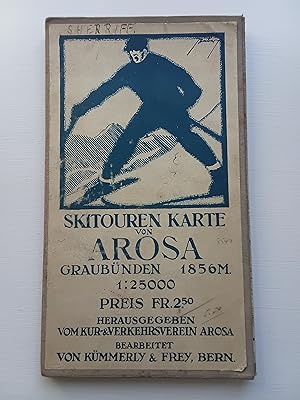 SHERRIFF.
SKITOUREN KARTE
VON
AROSA
GRAUBÜNDEN 1856M.
1:25000
PREIS FR. 2.50
HERAUSGEGEBEN
VOM KUR-&VERKEHRSVEREIN AROSA
BEARBEITET
VON KÜMMERLY & FREY, BERN.